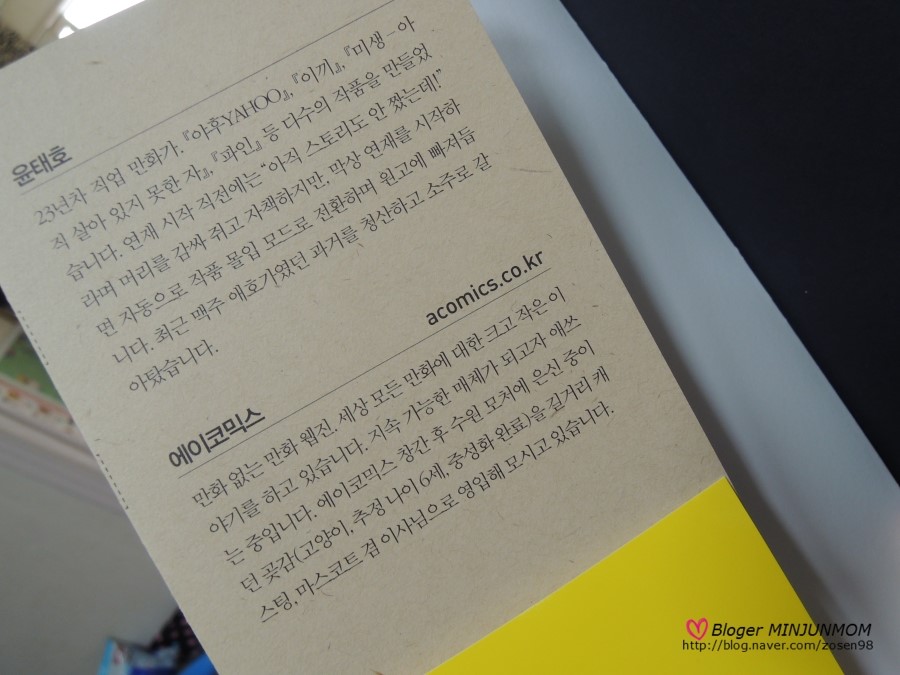 윤태호
23년차 직업 만화가. 『야후YAHOO』, 『이끼』, 『미생-아
직 살아 있지 못한 자』, 『파인』 등 다수의 작품을 만들었
습니다. 연재 시작 직전에는 “아직 스토리도 안 짰는데!”
라며 머리를 감싸 쥐고 자책하지만, 막상 연재를 시작하
면 자동으로 작품 몰입 모드로 전환하며 원고에 빠져듭
니다. 최근 맥주 애호가였던 과거를 청산하고 소주로 갈
아탔습니다.
acomics.co.kr
에이코믹스
만화 없는 만화 웹진. 세상 모든 만화에 대한 크고 작은 이
야기를 하고 있습니다. 지속 가능한 매체가 되고자 애쓰
는 중입니다. 에이코믹스 창간 후 수원 모처에 은신 중이
던 곶감(고양이, 추정 나이 6세, 중성화 완료)을 길거리 캐
스팅, 마스코트 겸 이사님으로 영입해 모시고 있습니다.
Bloger MINJUNMOM
http://blog.naver.com/zosen98